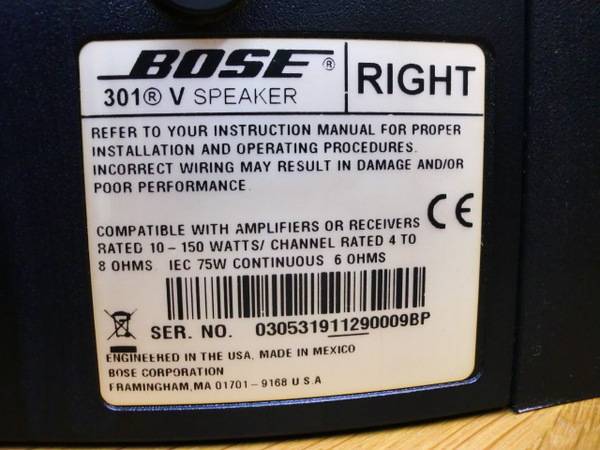 BOSE®
301® V SPEAKER
RIGHT
REFER TO YOUR INSTRUCTION MANUAL FOR PROPER
INSTALLATION AND OPERATING PROCEDURES.
INCORRECT WIRING MAY RESULT IN DAMAGE AND/OR
POOR PERFORMANCE.
COMPATIBLE WITH AMPLIFIERS OR RECEIVERS
RATED 10 – 150 WATTS/ CHANNEL RATED 4 TO
8 OHMS IEC 75W CONTINUOUS 6 OHMS
CE
SER. NO. 030531911290009BP
ENGINEERED IN THE USA, MADE IN MEXICO
BOSE CORPORATION
FRAMINGHAM, MA 01701 – 9168 U S A